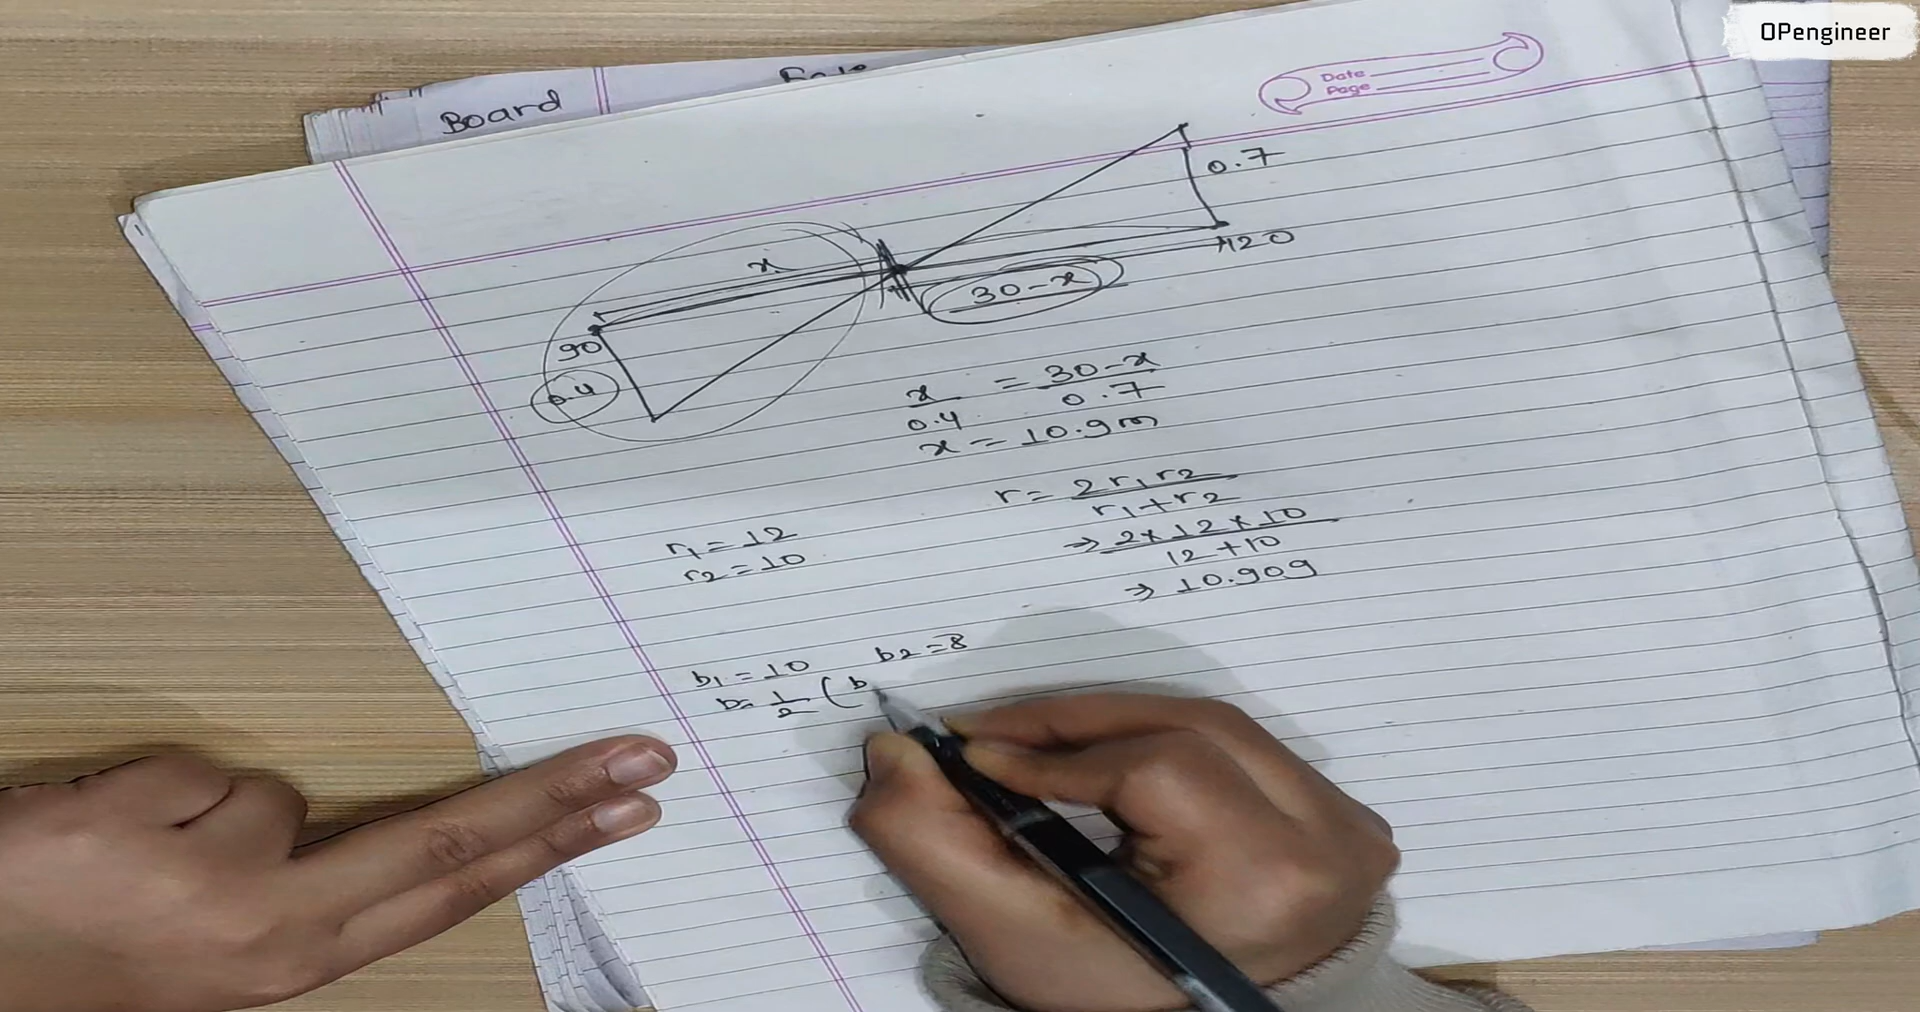 OPengineer
Board
Date
Page
0.7
120
x
30-x
90
0.4
x/0.4 = 30-x/0.7
x = 10.9m
r = 2r1r2/r1+r2
r1 = 12
⇒ 2×12×10/12+10
r2 = 10
⇒ 10.909
b1 = 10 b2 = 8
b= 1/2 (b